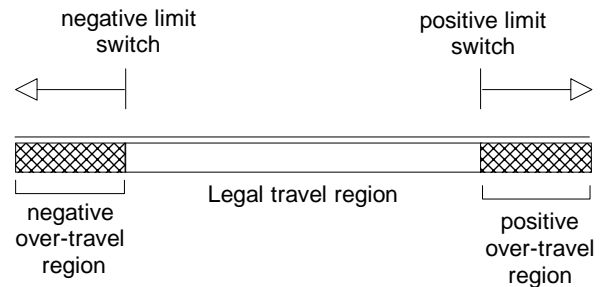 negative limit
switch
positive limit
switch
Legal travel region
negative
over-travel
region
positive
over-travel
region